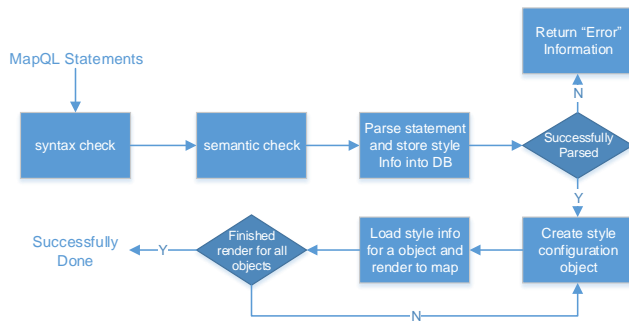 Return “Error”
Information
MapQL Statements
N
syntax check
semantic check
Parse statement
and store style
Info into DB
Successfully
Parsed
Y
Successfully
Done
Y
Finished
render for all
objects
Load style info
for a object and
render to map
Create style
configuration
object
N